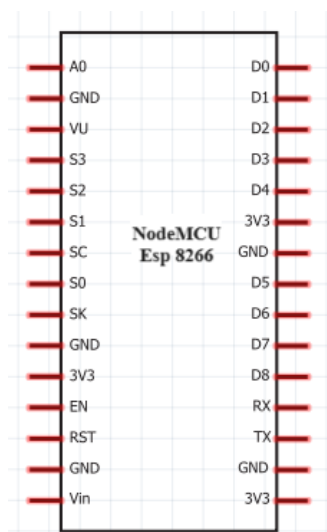 A0
GND
VU
S3
S2
S1
SC
S0
SK
GND
3V3
EN
RST
GND
Vin
NodeMCU
Esp 8266
D0
D1
D2
D3
D4
3V3
GND
D5
D6
D7
D8
RX
TX
GND
3V3